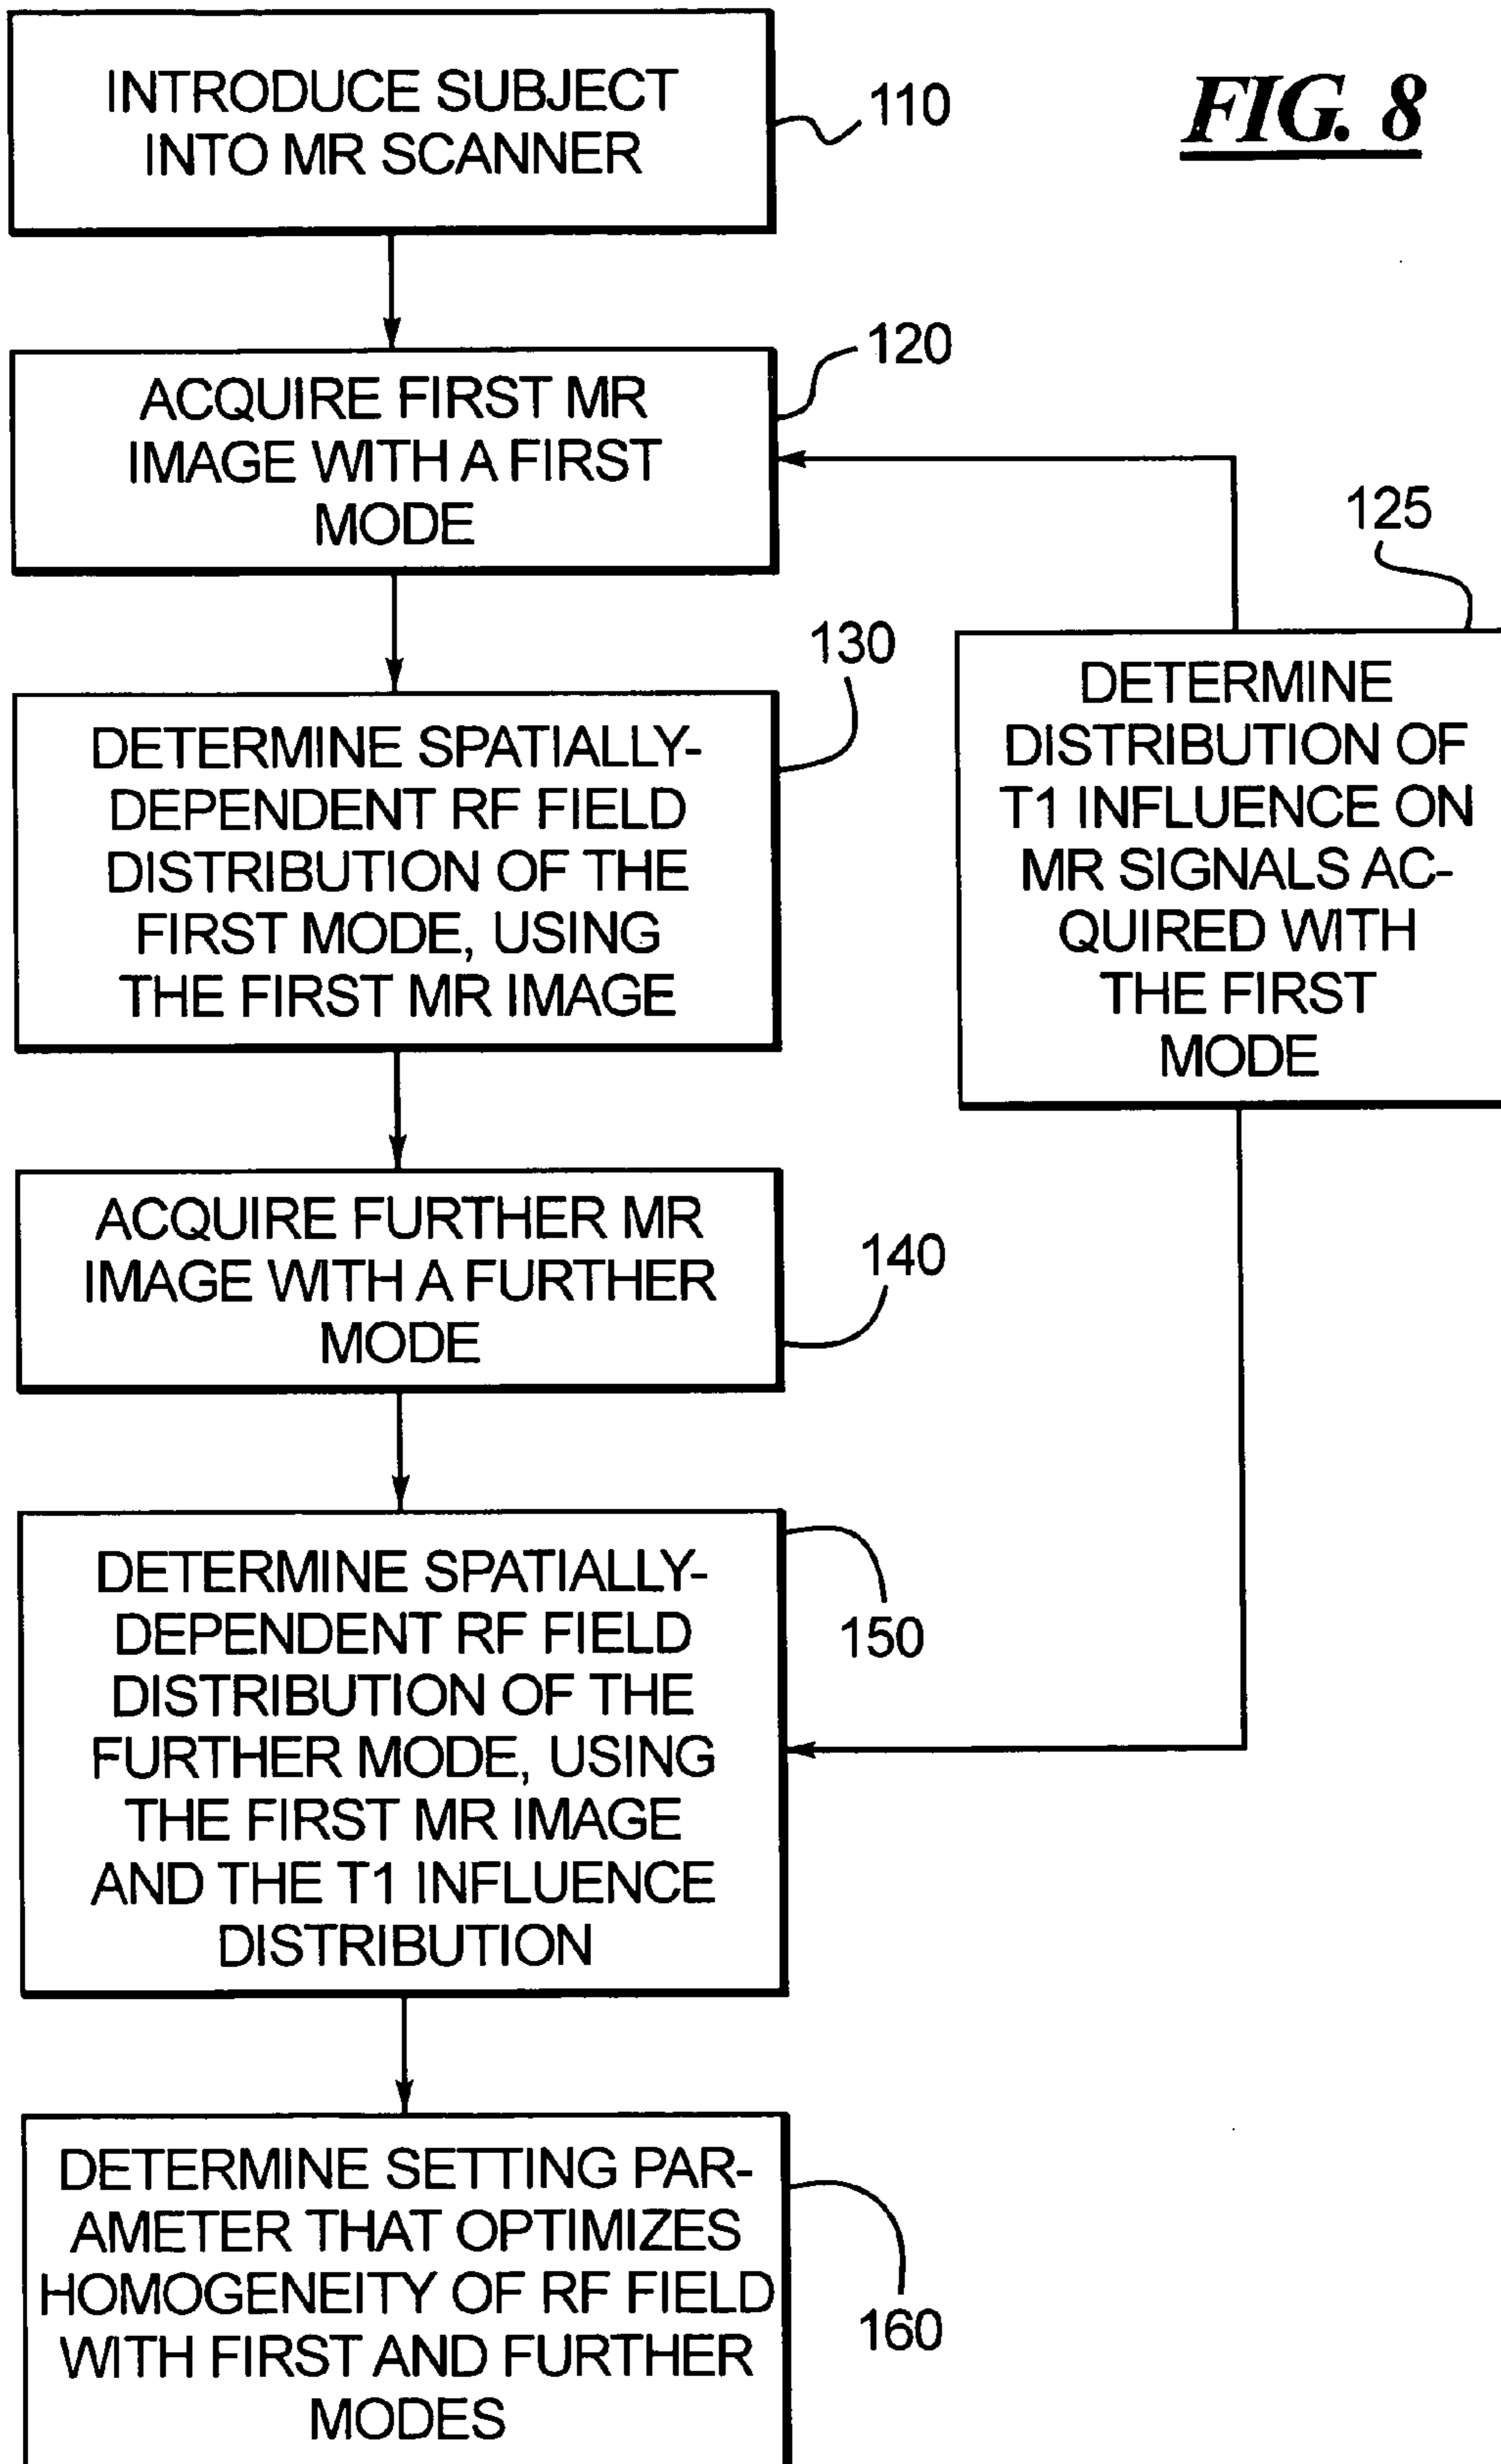 FIG. 8
INTRODUCE SUBJECT
INTO MR SCANNER
110
ACQUIRE FIRST MR
IMAGE WITH A FIRST
MODE
120
125
DETERMINE
DISTRIBUTION OF
T1 INFLUENCE ON
MR SIGNALS AC-
QUIRED WITH
THE FIRST
MODE
130
DETERMINE SPATIALLY-
DEPENDENT RF FIELD
DISTRIBUTION OF THE
FIRST MODE, USING
THE FIRST MR IMAGE
ACQUIRE FURTHER MR
IMAGE WITH A FURTHER
MODE
140
DETERMINE SPATIALLY-
DEPENDENT RF FIELD
DISTRIBUTION OF THE
FURTHER MODE, USING
THE FIRST MR IMAGE
AND THE T1 INFLUENCE
DISTRIBUTION
150
DETERMINE SETTING PAR-
AMETER THAT OPTIMIZES
HOMOGENEITY OF RF FIELD
WITH FIRST AND FURTHER
MODES
160